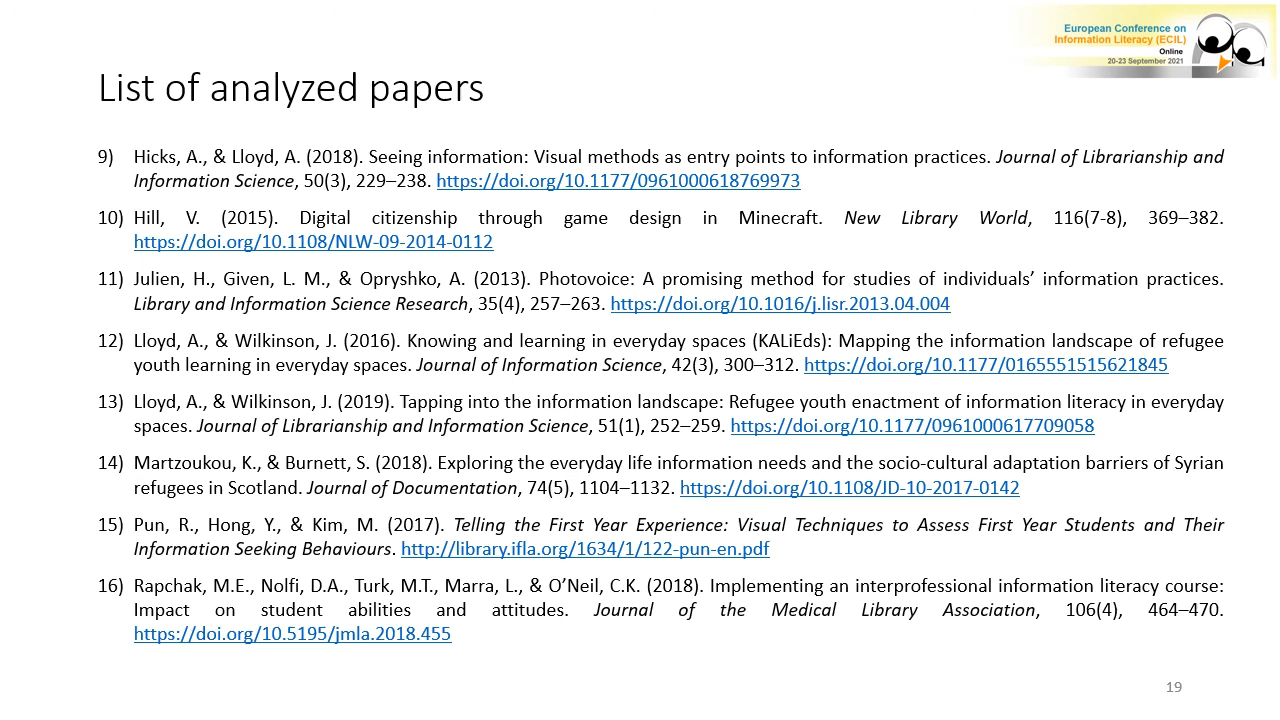 European Conference on
Information Literacy (ECIL)
Online
20-23 September 2021
List of analyzed papers
9) Hicks, A., & Lloyd, A. (2018). Seeing information: Visual methods as entry points to information practices. Journal of Librarianship and
Information Science, 50(3), 229–238. https://doi.org/10.1177/0961000618769973
10) Hill, V. (2015). Digital citizenship through game design in Minecraft. New Library World, 116(7-8), 369–382.
https://doi.org/10.1108/NLW-09-2014-0112
11) Julien, H., Given, L. M., & Opryshko, A. (2013). Photovoice: A promising method for studies of individuals’ information practices.
Library and Information Science Research, 35(4), 257–263. https://doi.org/10.1016/j.lisr.2013.04.004
12) Lloyd, A., & Wilkinson, J. (2016). Knowing and learning in everyday spaces (KALiEds): Mapping the information landscape of refugee
youth learning in everyday spaces. Journal of Information Science, 42(3), 300–312. https://doi.org/10.1177/0165551515621845
13) Lloyd, A., & Wilkinson, J. (2019). Tapping into the information landscape: Refugee youth enactment of information literacy in everyday
spaces. Journal of Librarianship and Information Science, 51(1), 252–259. https://doi.org/10.1177/0961000617709058
14) Martzoukou, K., & Burnett, S. (2018). Exploring the everyday life information needs and the socio-cultural adaptation barriers of Syrian
refugees in Scotland. Journal of Documentation, 74(5), 1104–1132. https://doi.org/10.1108/JD-10-2017-0142
15) Pun, R., Hong, Y., & Kim, M. (2017). Telling the First Year Experience: Visual Techniques to Assess First Year Students and Their
Information Seeking Behaviours. http://library.ifla.org/1634/1/122-pun-en.pdf
16) Rapchak, M.E., Nolfi, D.A., Turk, M.T., Marra, L., & O’Neil, C.K. (2018). Implementing an interprofessional information literacy course:
Impact on student abilities and attitudes. Journal of the Medical Library Association, 106(4), 464–470.
https://doi.org/10.5195/jmla.2018.455
19